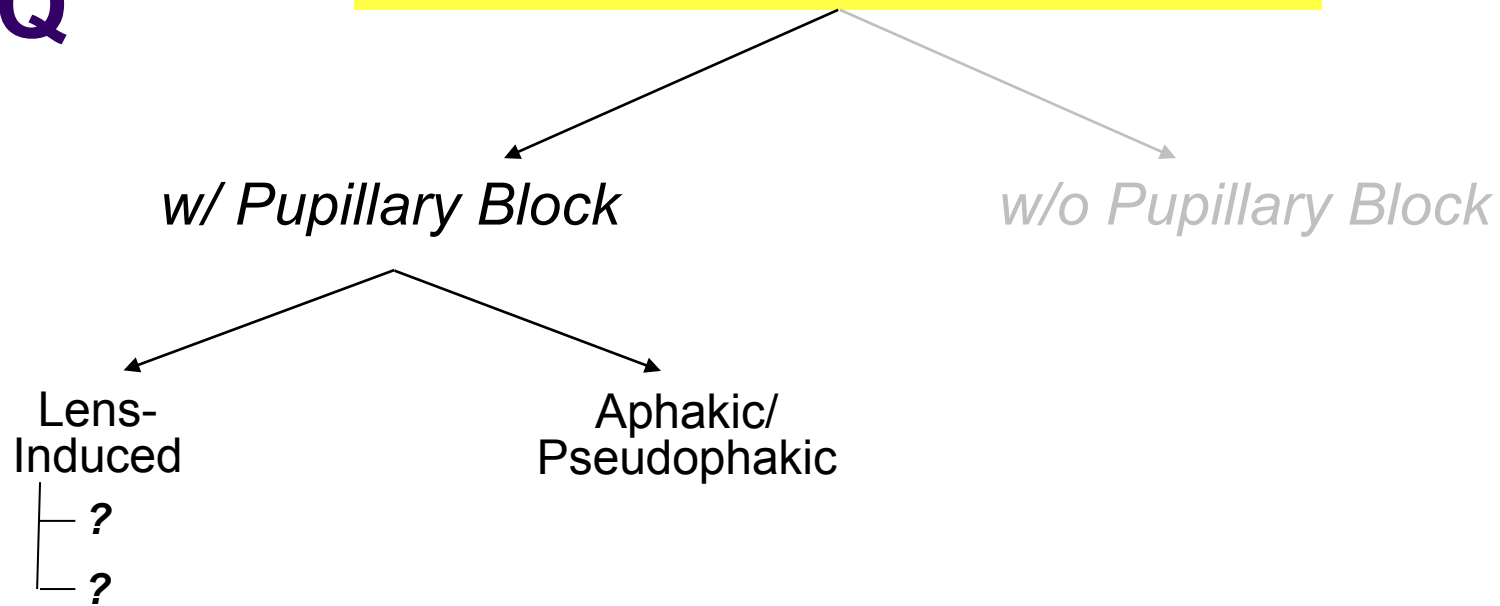 Q
w/ Pupillary Block
w/o Pupillary Block
Lens-
Induced
Aphakic/
Pseudophakic
?
?